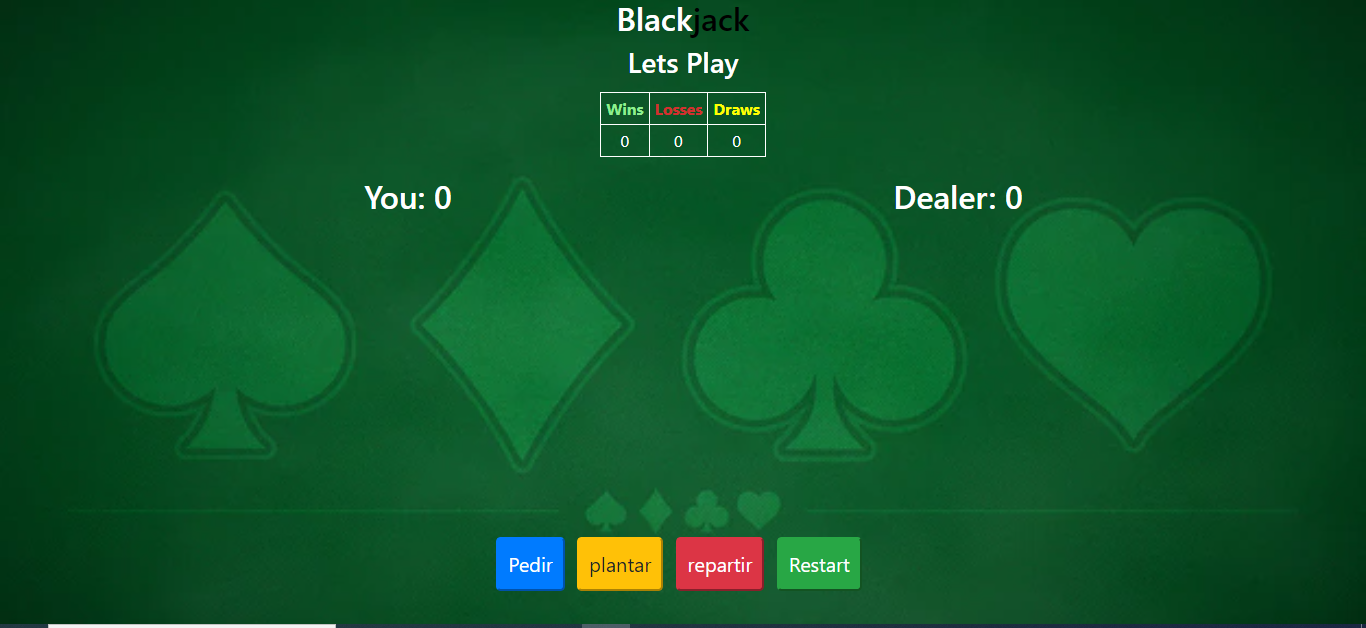 Blackjack
Lets Play
Wins Losses Draws
0 0 0
You: 0 Dealer: 0
Pedir plantar repartir Restart